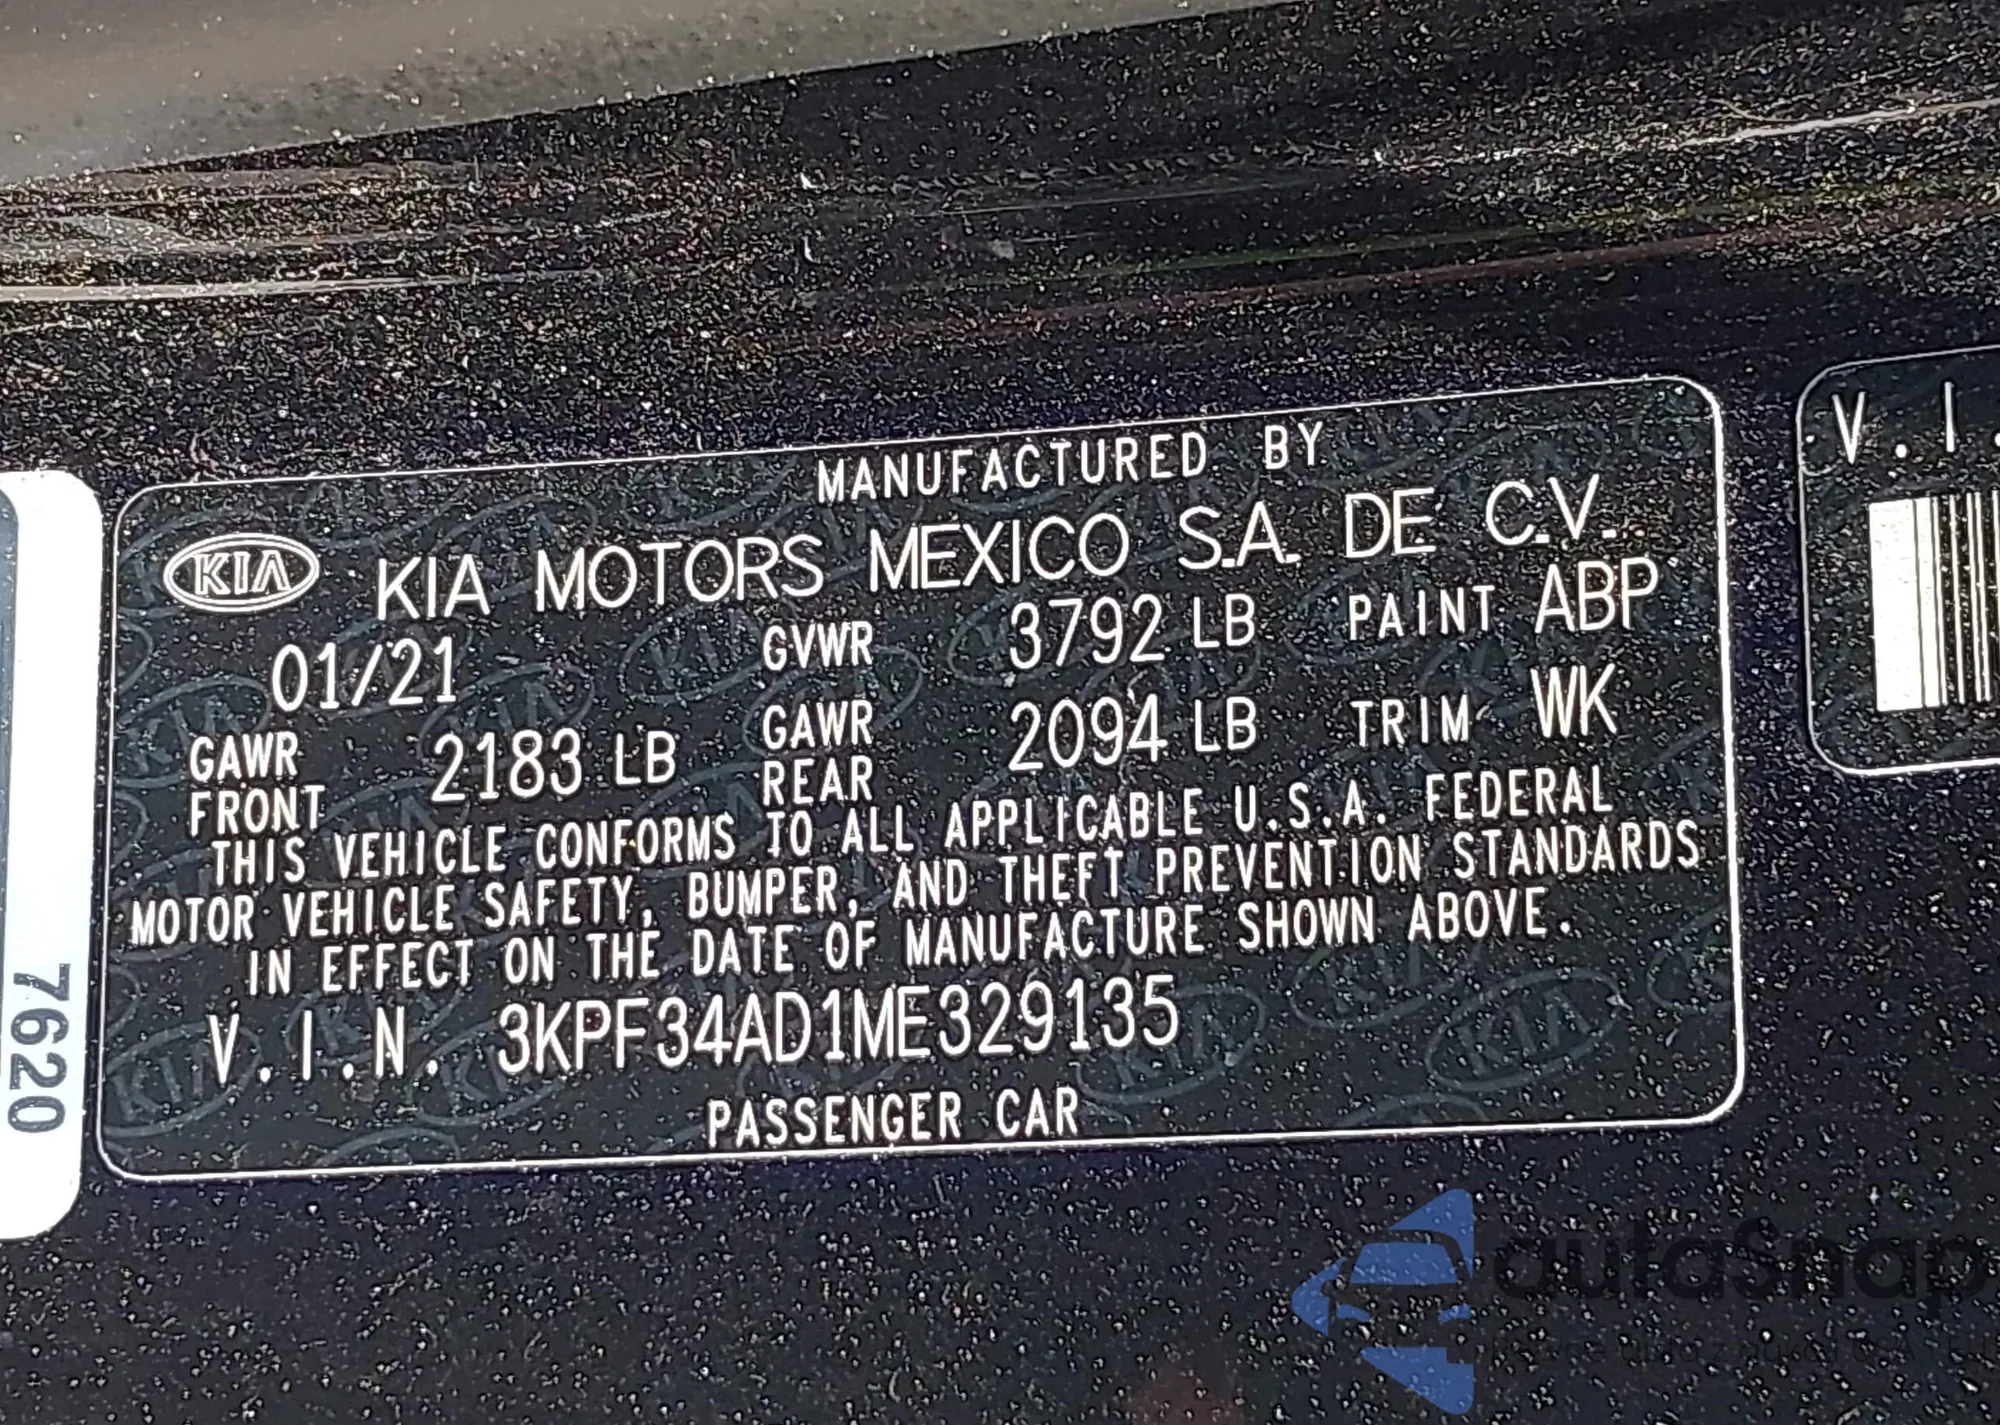 MANUFACTURED BY
KIA KIA MOTORS MEXICO S.A. DE C.V.
01/21 GVWR 3792 LB PAINT ABP
GAWR FRONT 2183 LB GAWR REAR 2094 LB TRIM WK
THIS VEHICLE CONFORMS TO ALL APPLICABLE U.S.A. FEDERAL
MOTOR VEHICLE SAFETY, BUMPER, AND THEFT PREVENTION STANDARDS
IN EFFECT ON THE DATE OF MANUFACTURE SHOWN ABOVE.
V.I.N. 3KPF34AD1ME329135
PASSENGER CAR
V.I.
7620
autaSnap